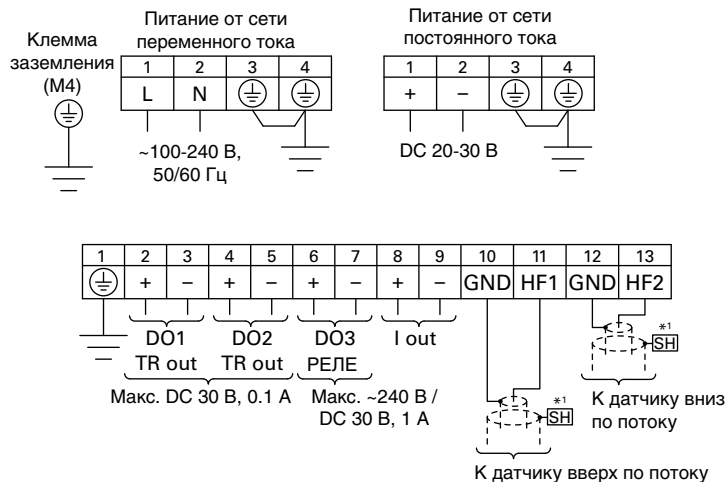 Клемма
заземления
(M4)
Питание от сети
переменного тока
1 2 3 4
L N
~100-240 В,
50/60 Гц
Питание от сети
постоянного тока
1 2 3 4
+ −
DC 20-30 В
1 2 3 4 5 6 7 8 9 10 11 12 13
+ − + − + − + − GND HF1 GND HF2
DO1 DO2 DO3 I out
TR out TR out РЕЛЕ
Макс. DC 30 В, 0.1 А
Макс. ~240 В /
DC 30 В, 1 А
*1
SH
К датчику вниз
по потоку
*1
SH
К датчику вверх по потоку